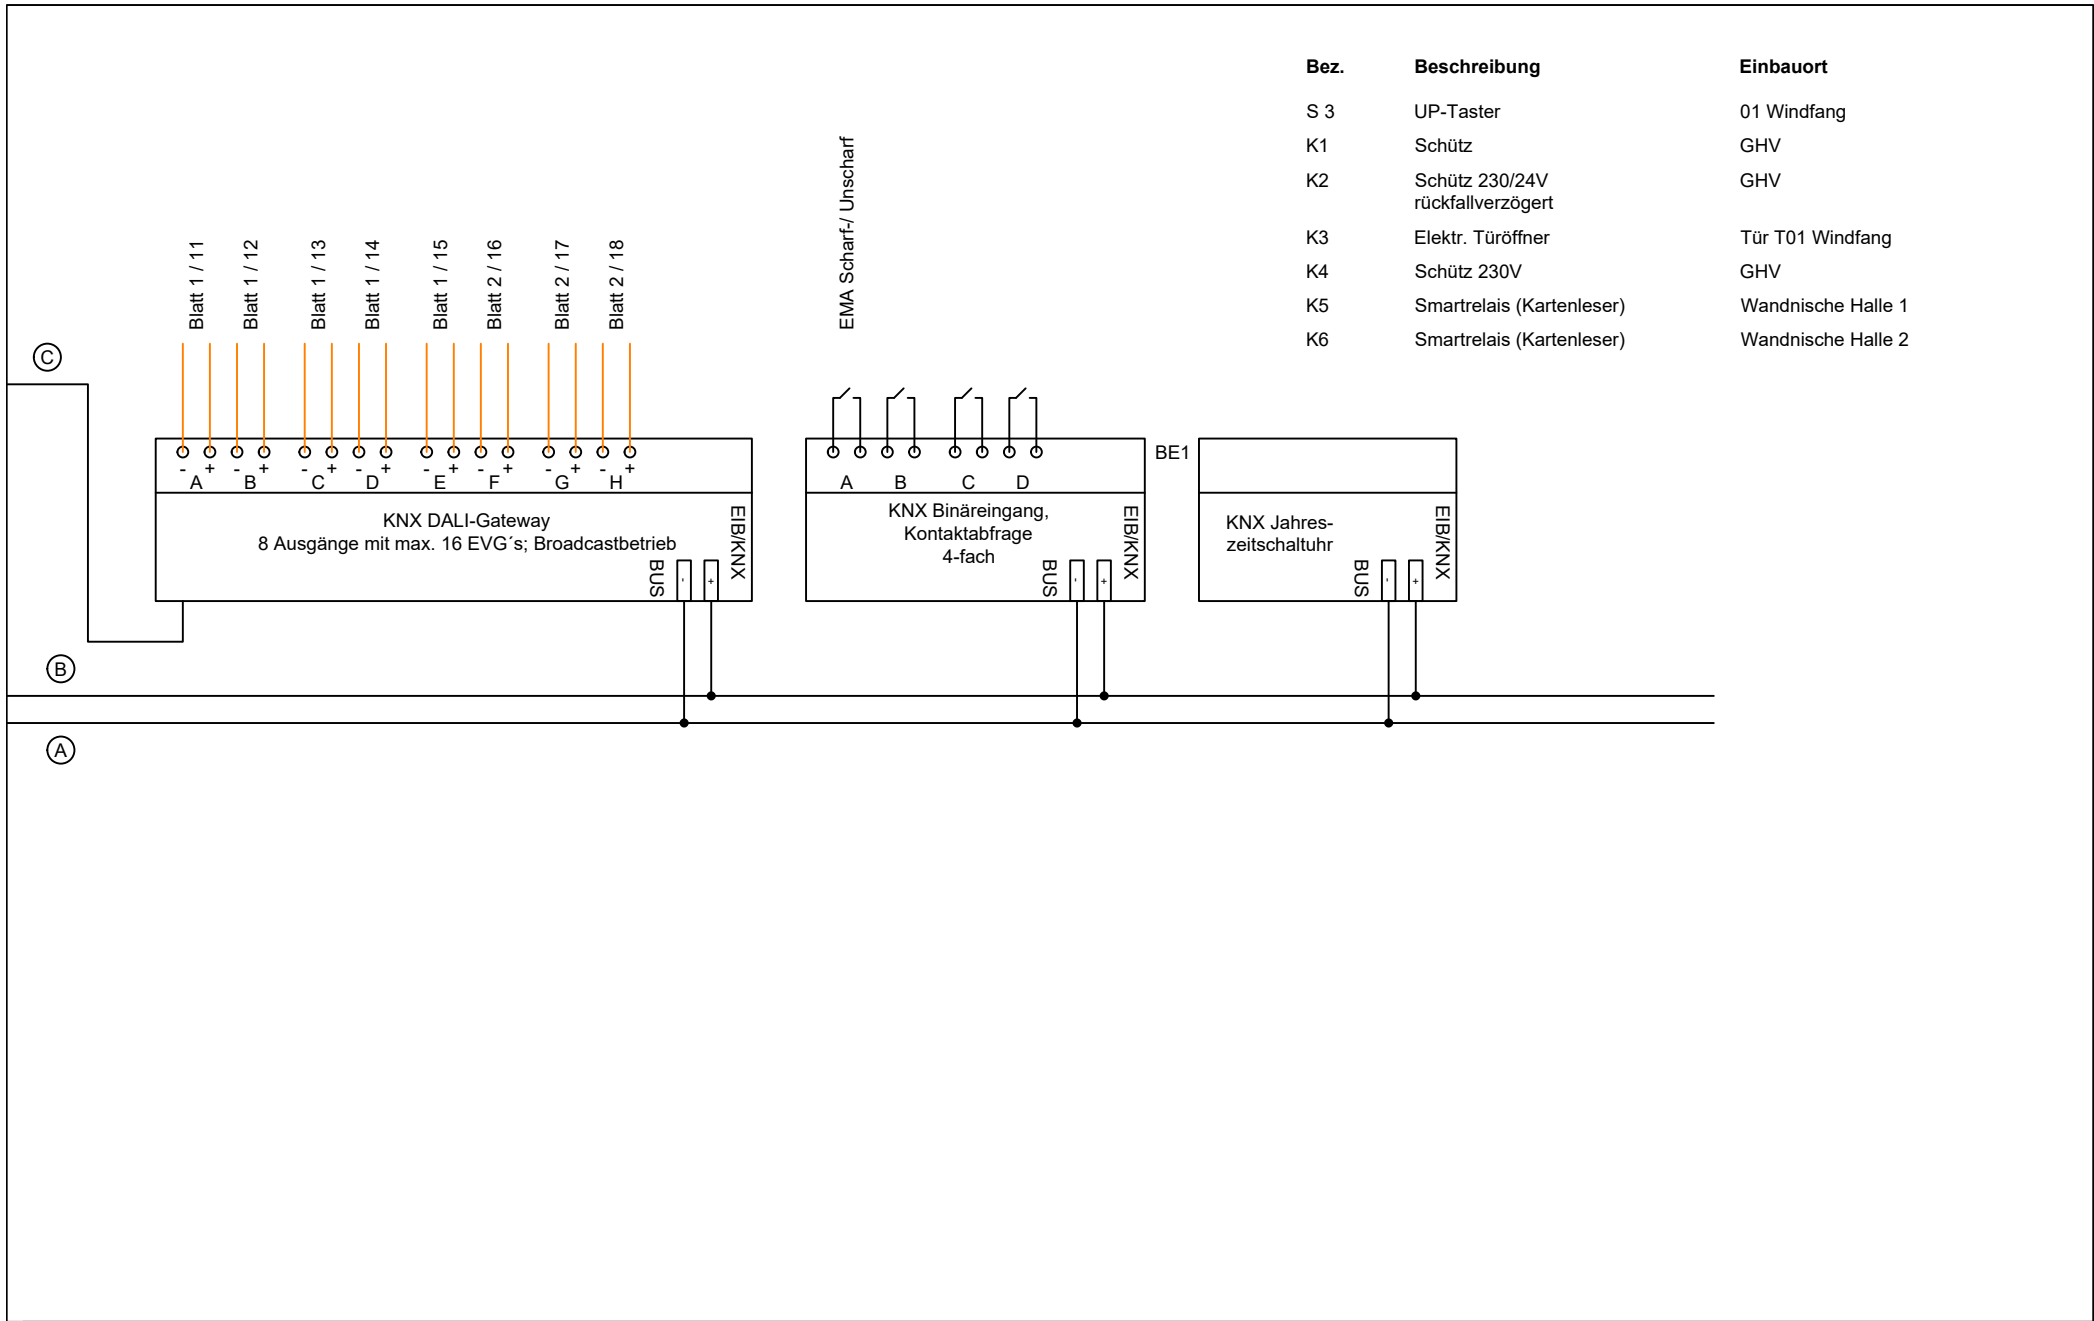 Bez. Beschreibung Einbauort
S 3 UP-Taster 01 Windfang
K1 Schütz GHV
K2 Schütz 230/24V GHV
rückfallverzögert
K3 Elektr. Türöffner Tür T01 Windfang
K4 Schütz 230V GHV
K5 Smartrelais (Kartenleser) Wandnische Halle 1
K6 Smartrelais (Kartenleser) Wandnische Halle 2
Blatt 1 / 11
Blatt 1 / 12
Blatt 1 / 13
Blatt 1 / 14
Blatt 1 / 15
Blatt 2 / 16
Blatt 2 / 17
Blatt 2 / 18
EMA Scharf-/ Unscharf
C
- + - + - + - + - + - + - + - +
A B C D E F G H
KNX DALI-Gateway
8 Ausgänge mit max. 16 EVG´s; Broadcastbetrieb
BUS
- +
EIB/KNX
A B C D
BE1
KNX Binäreingang,
Kontaktabfrage
4-fach
BUS
- +
EIB/KNX
KNX Jahres-
zeitschaltuhr
BUS
- +
EIB/KNX
B
A